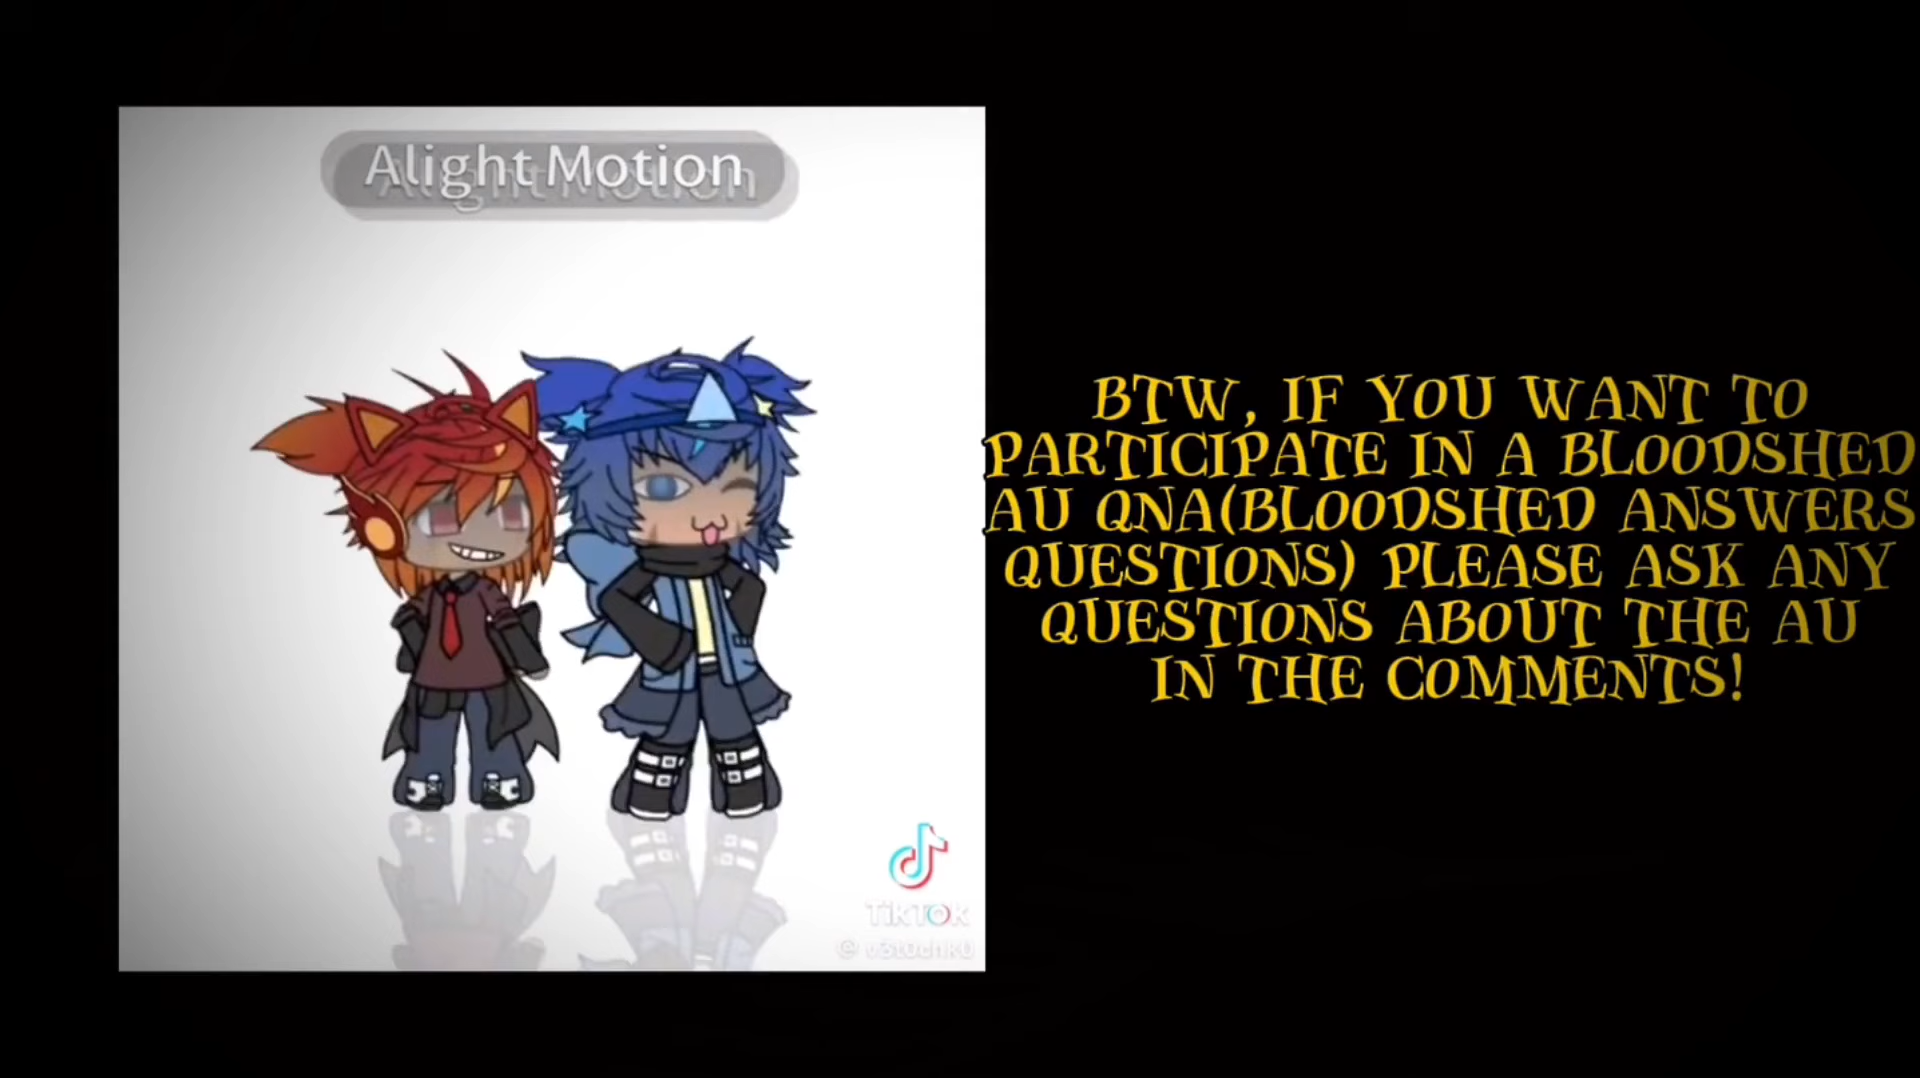 Alight Motion
BTW, IF YOU WANT TO
PARTICIPATE IN A BLOODSHED
AU QNA(BLOODSHED ANSWERS
QUESTIONS) PLEASE ASK ANY
QUESTIONS ABOUT THE AU
IN THE COMMENTS!
TikTok